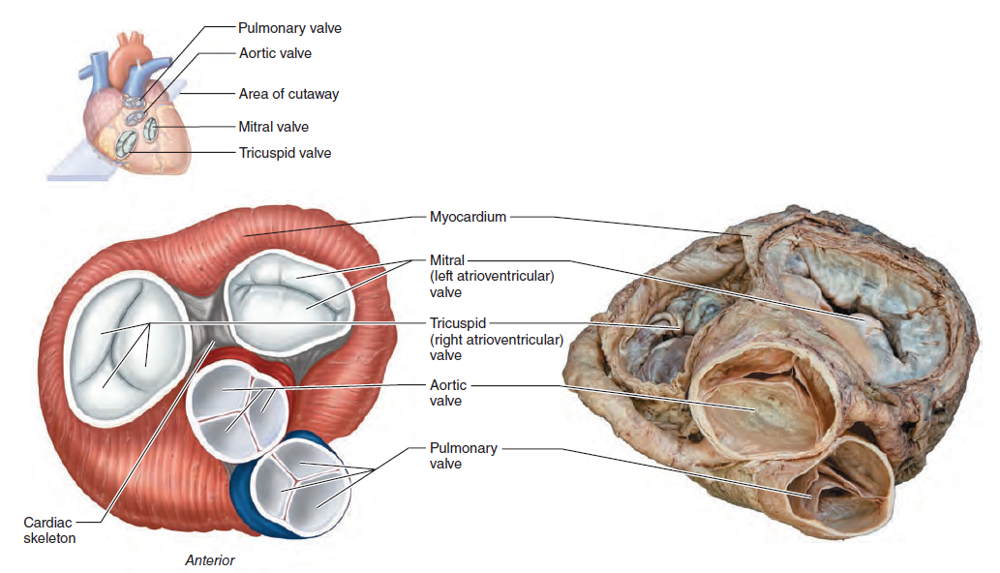 Pulmonary valve
Aortic valve
Area of cutaway
Mitral valve
Tricuspid valve
Myocardium
Mitral
(left atrioventricular)
valve
Tricuspid
(right atrioventricular)
valve
Aortic
valve
Pulmonary
valve
Cardiac
skeleton
Anterior